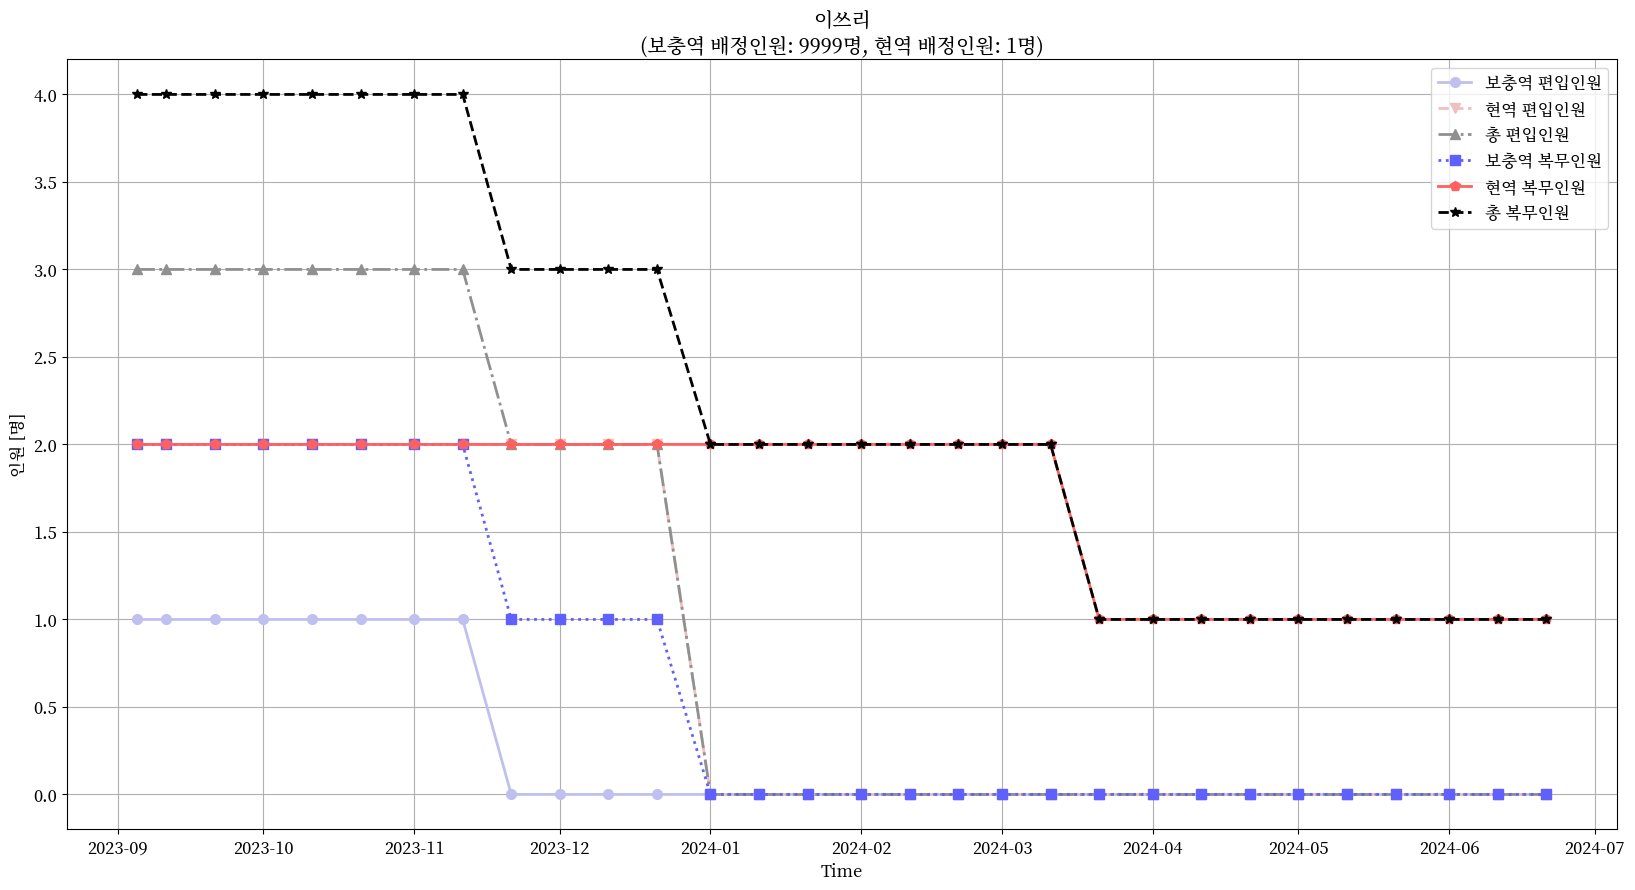 이쓰리
(보충역 배정인원: 9999명, 현역 배정인원: 1명)
보충역 편입인원
현역 편입인원
총 편입인원
보충역 복무인원
현역 복무인원
총 복무인원
인원 [명]
4.0
3.5
3.0
2.5
2.0
1.5
1.0
0.5
0.0
2023-09 2023-10 2023-11 2023-12 2024-01 2024-02 2024-03 2024-04 2024-05 2024-06 2024-07
Time